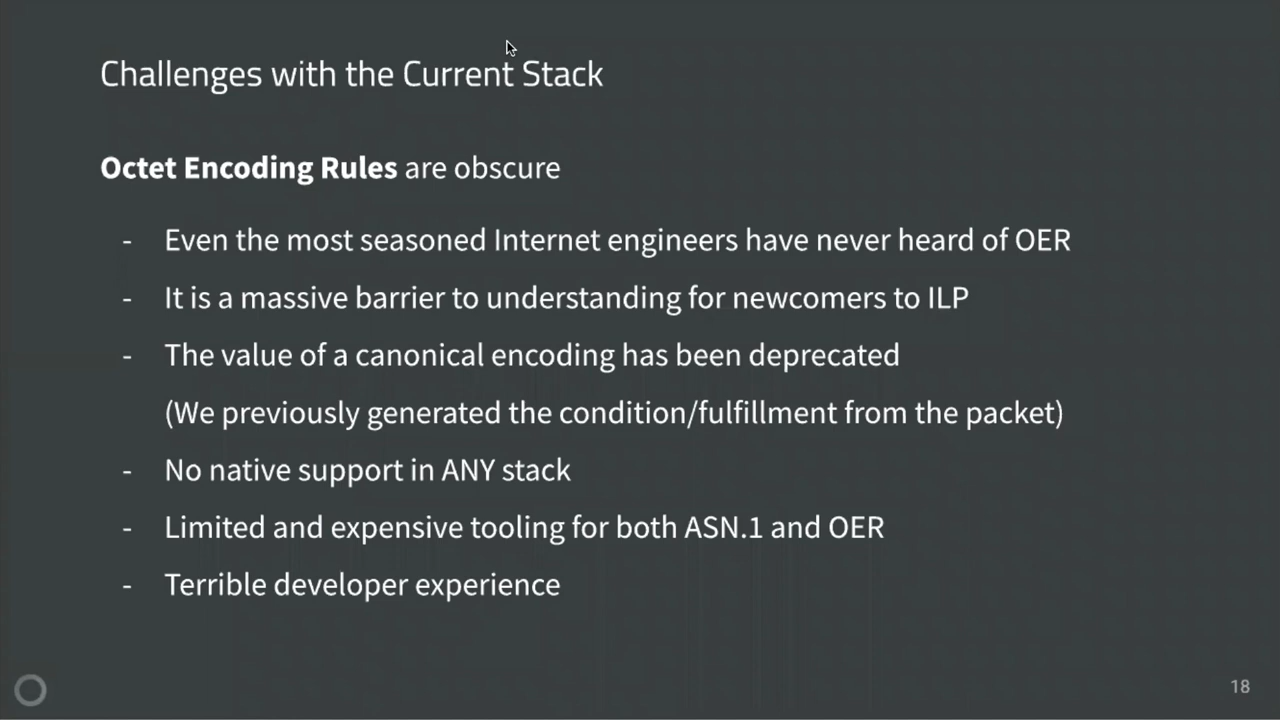 Challenges with the Current Stack
Octet Encoding Rules are obscure
- Even the most seasoned Internet engineers have never heard of OER
- It is a massive barrier to understanding for newcomers to ILP
- The value of a canonical encoding has been deprecated
(We previously generated the condition/fulfillment from the packet)
- No native support in ANY stack
- Limited and expensive tooling for both ASN.1 and OER
- Terrible developer experience
18